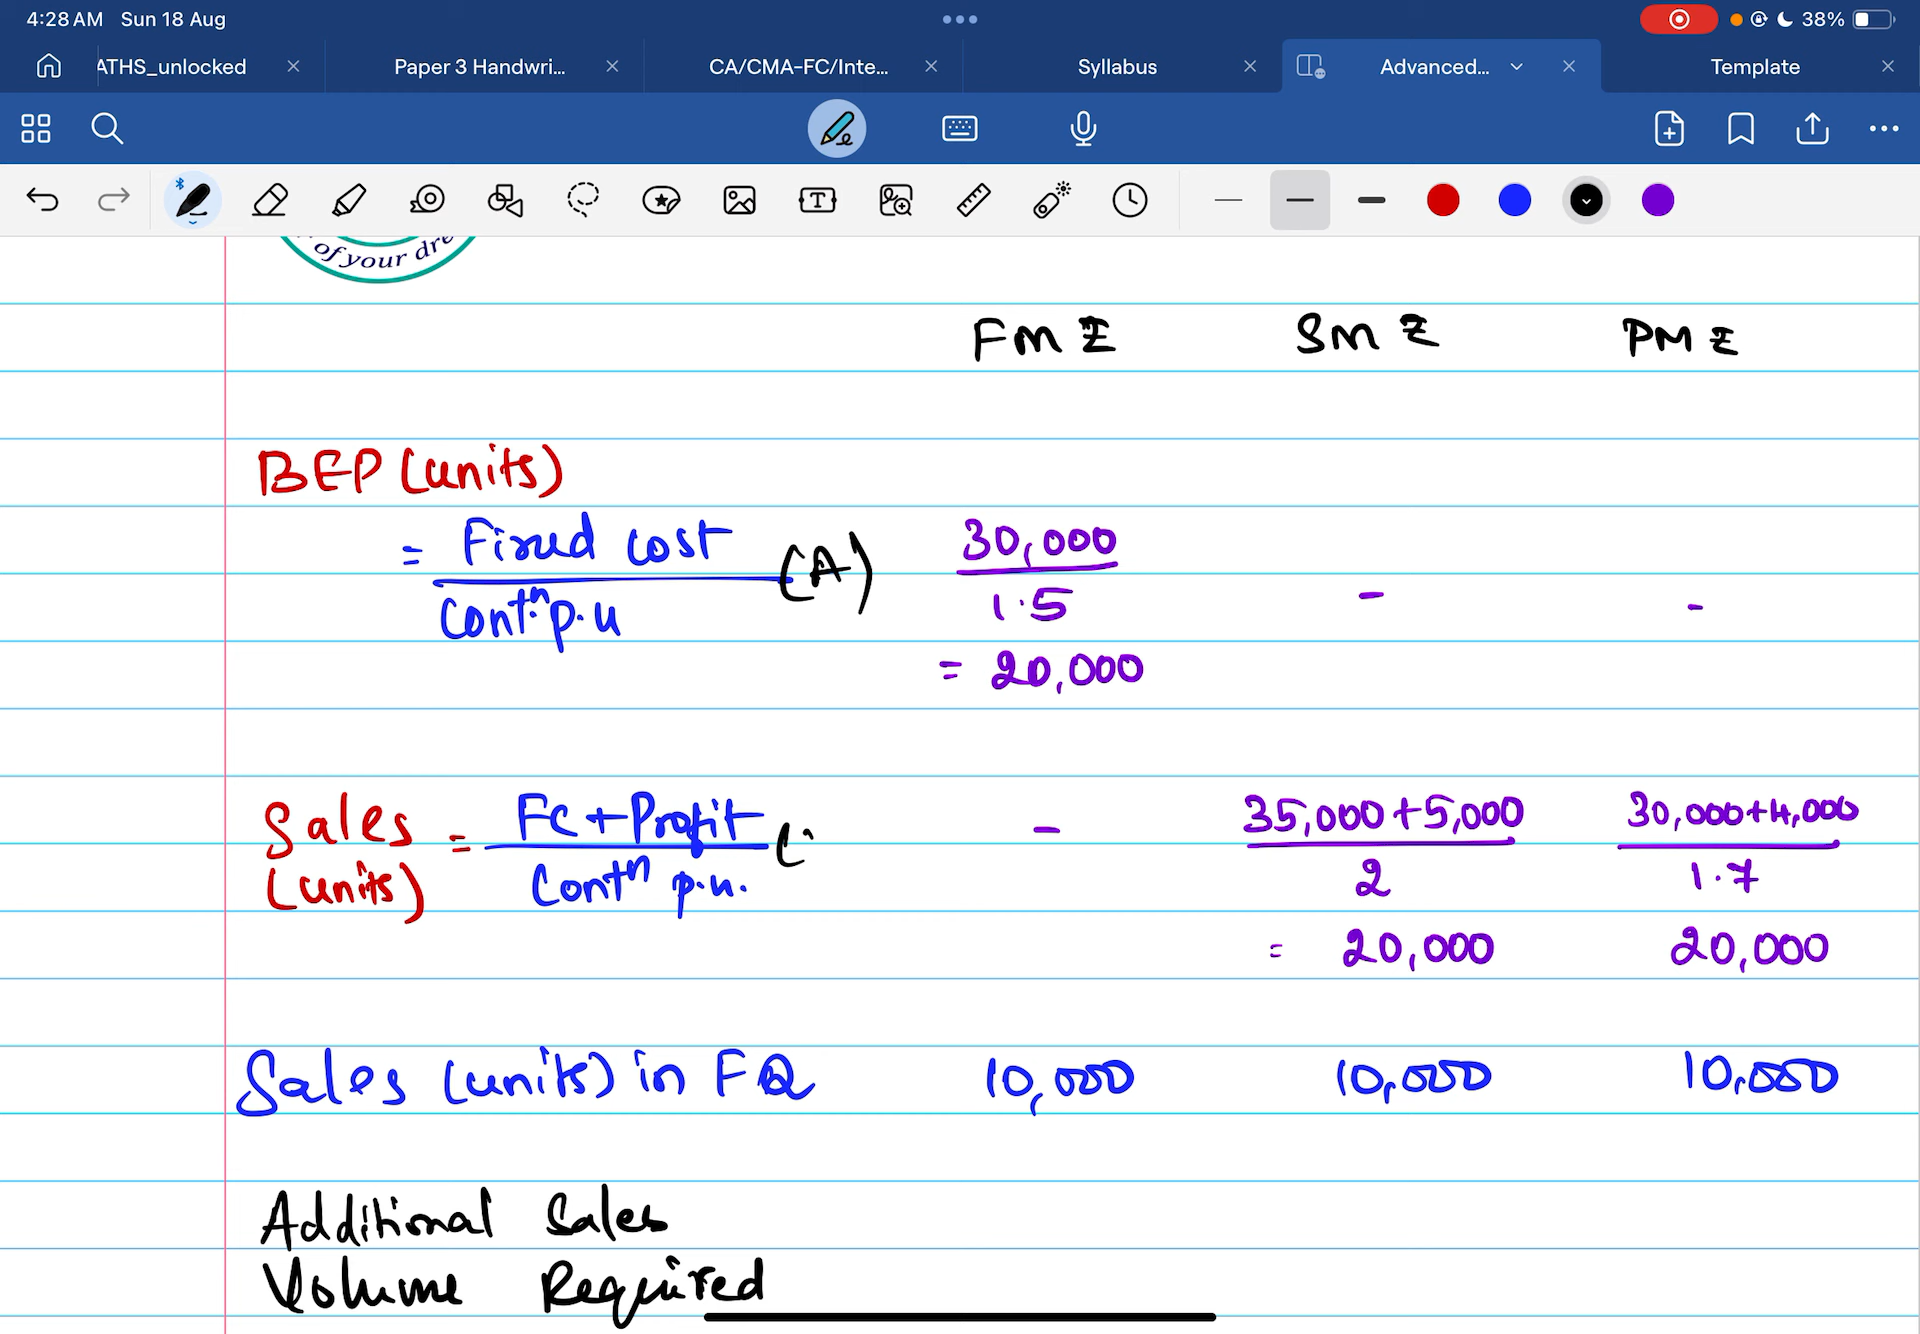 4:28 AM Sun 18 Aug
38%
ATHS_unlocked
Paper 3 Handwri...
CA/CMA-FC/Inte...
Syllabus
Advanced...
Template
of your dre
FM ₹ SM ₹ PM ₹
BEP (units)
= Fixed cost (A) 30,000
Contn p.u 1.5 - -
= 20,000
Sales = FC + Profit ( - 35,000+5,000 30,000+4,000
(units) Contn p.u. 2 1.7
= 20,000 20,000
Sales (units) in FQ 10,000 10,000 10,000
Additional Sales
Volume Required